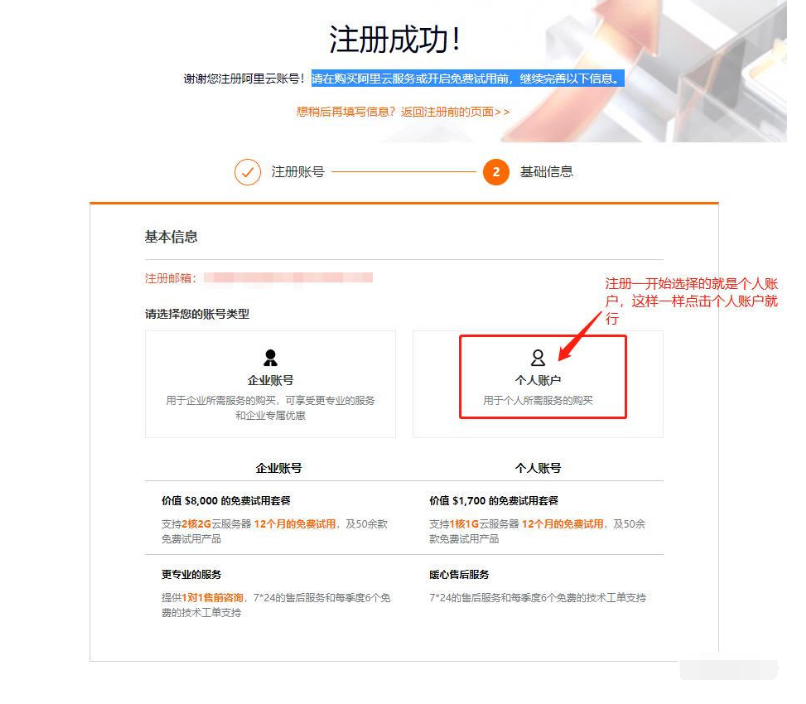 注册成功！
谢谢您注册阿里云账号！请在购买阿里云服务或开启免费试用前，继续完善以下信息。
想稍后再填写信息？返回注册前的页面>>
注册账号
2 基础信息
基本信息
注册邮箱：
注册一开始选择的就是个人账
户，这样一样点击个人账户就
行
请选择您的账号类型
企业账号
用于企业所需服务的购买，可享受更专业的服务
和企业专属优惠
个人账户
用于个人所需服务的购买
企业账号
个人账号
价值 $8,000 的免费试用套餐
支持2核2G云服务器 12个月的免费试用，及50余款
免费试用产品
价值 $1,700 的免费试用套餐
支持1核1G云服务器 12个月的免费试用，及50余
款免费试用产品
更专业的服务
提供1对1售前咨询，7*24的售后服务和每季度6个免
费的技术工单支持
暖心售后服务
7*24的售后服务和每季度6个免费的技术工单支持